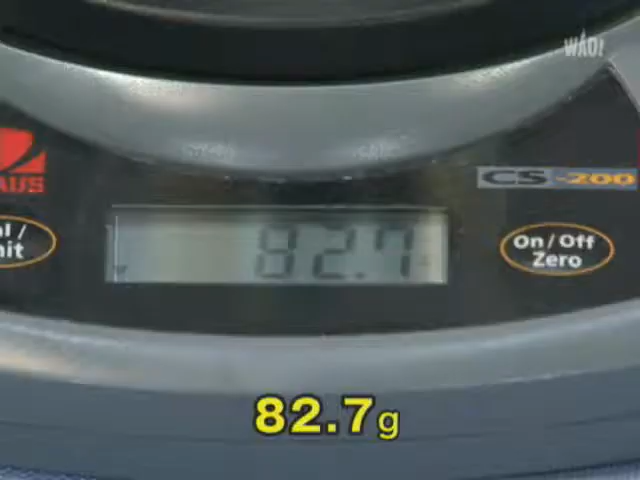 WAO!
AUS
CS-200
al /
nit
82.7
On/Off
Zero
82.7g